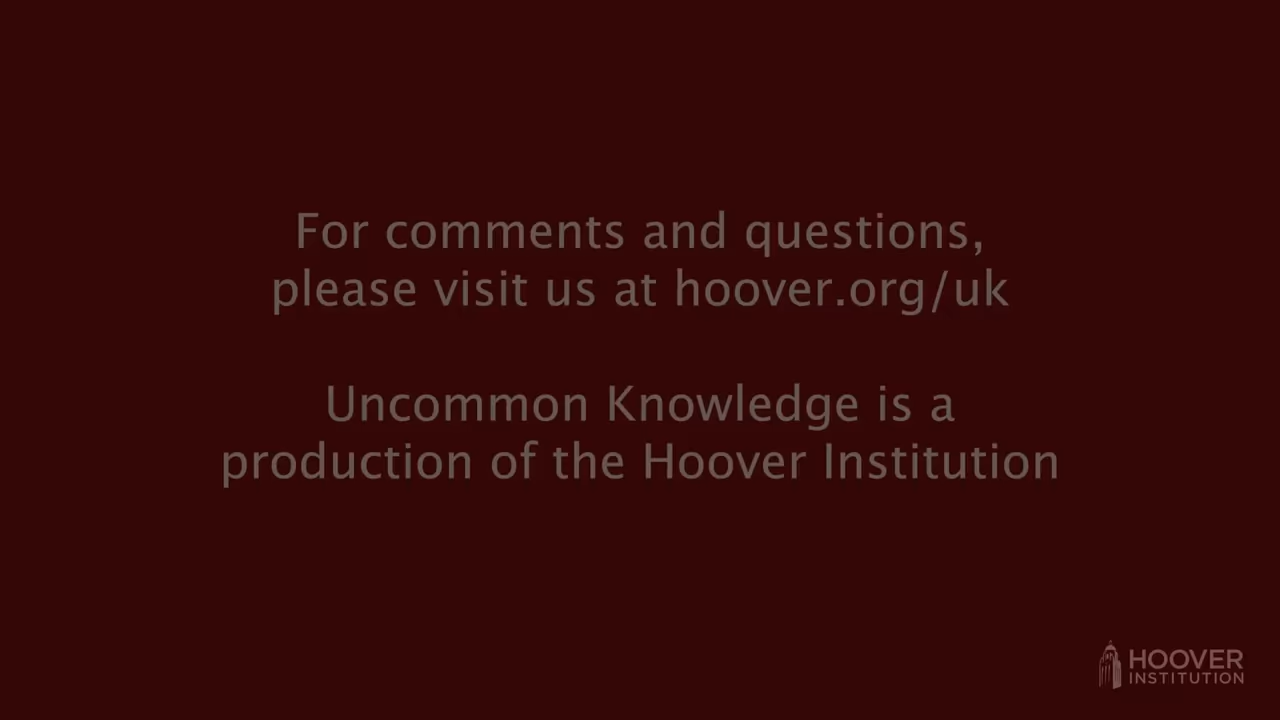 For comments and questions,
please visit us at hoover.org/uk
Uncommon Knowledge is a
production of the Hoover Institution
HOOVER
INSTITUTION